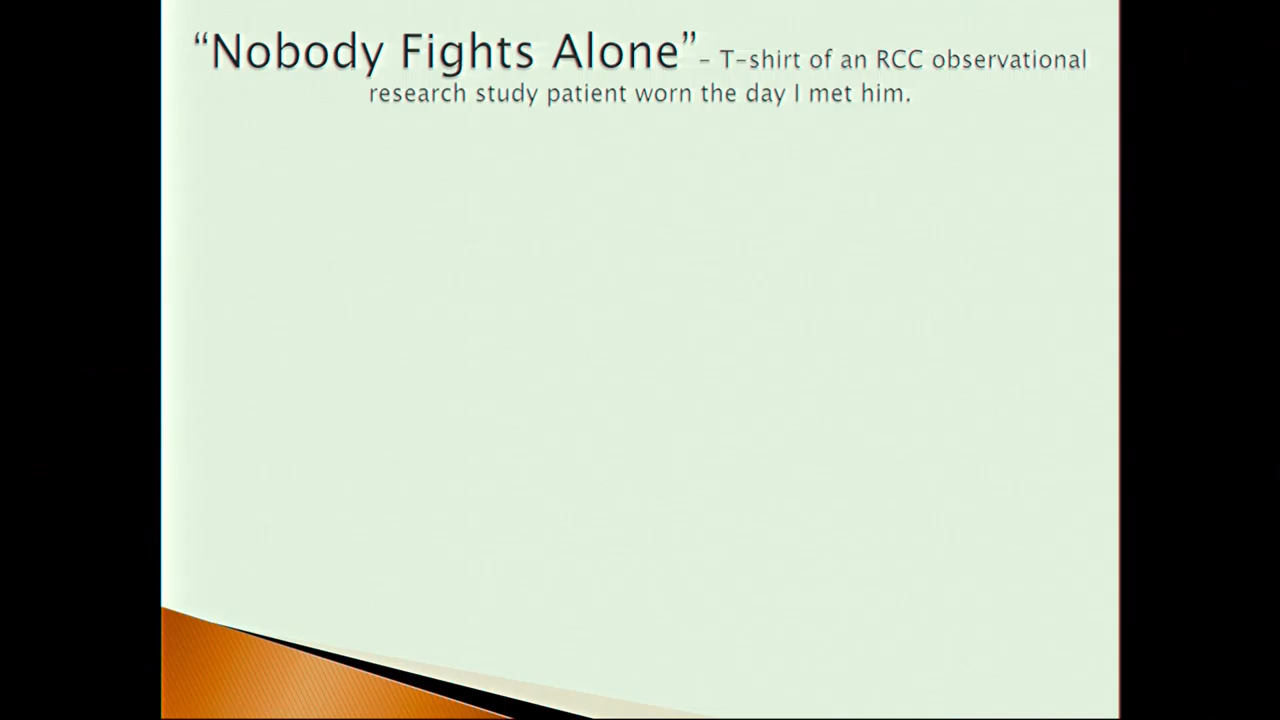 “Nobody Fights Alone” – T-shirt of an RCC observational
research study patient worn the day I met him.